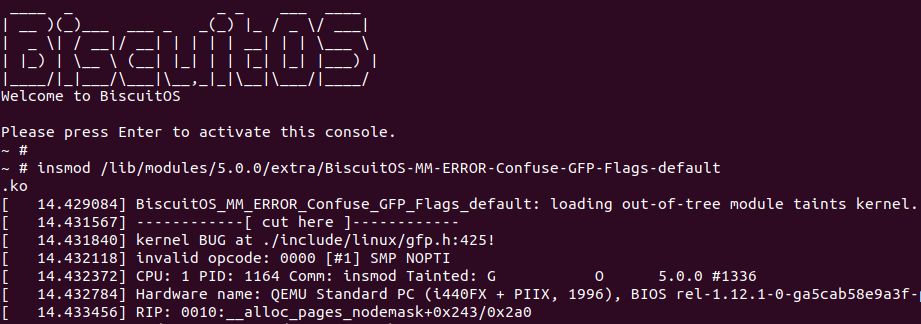 ____  _                _ _    ___  ____
| __ )(_)___  ___ _   _(_) |_ / _ \/ ___|
|  _ \| / __|/ __| | | | | __| | | \___ \
| |_) | \__ \ (__| |_| | | |_| |_| |___) |
|____/|_|___/\___|\__,_|_|\__|\___/|____/
Welcome to BiscuitOS
Please press Enter to activate this console.
~ #
~ # insmod /lib/modules/5.0.0/extra/BiscuitOS-MM-ERROR-Confuse-GFP-Flags-default
.ko
[   14.429084] BiscuitOS_MM_ERROR_Confuse_GFP_Flags_default: loading out-of-tree module taints kernel.
[   14.431567] ------------[ cut here ]------------
[   14.431840] kernel BUG at ./include/linux/gfp.h:425!
[   14.432118] invalid opcode: 0000 [#1] SMP NOPTI
[   14.432372] CPU: 1 PID: 1164 Comm: insmod Tainted: G           O      5.0.0 #1336
[   14.432784] Hardware name: QEMU Standard PC (i440FX + PIIX, 1996), BIOS rel-1.12.1-0-ga5cab58e9a3f-
[   14.433456] RIP: 0010:__alloc_pages_nodemask+0x243/0x2a0